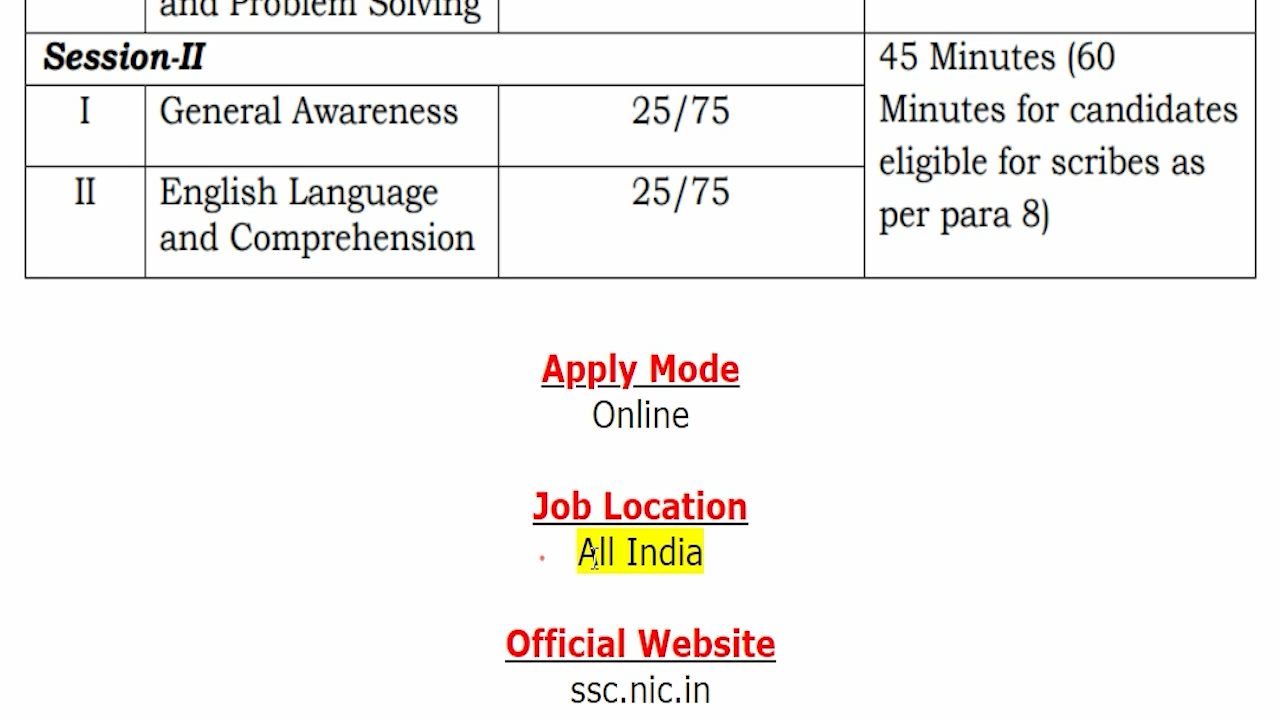 and Problem Solving
Session-II
45 Minutes (60
Minutes for candidates
eligible for scribes as
per para 8)
I General Awareness 25/75
II English Language
and Comprehension
25/75
Apply Mode
Online
Job Location
All India
Official Website
ssc.nic.in